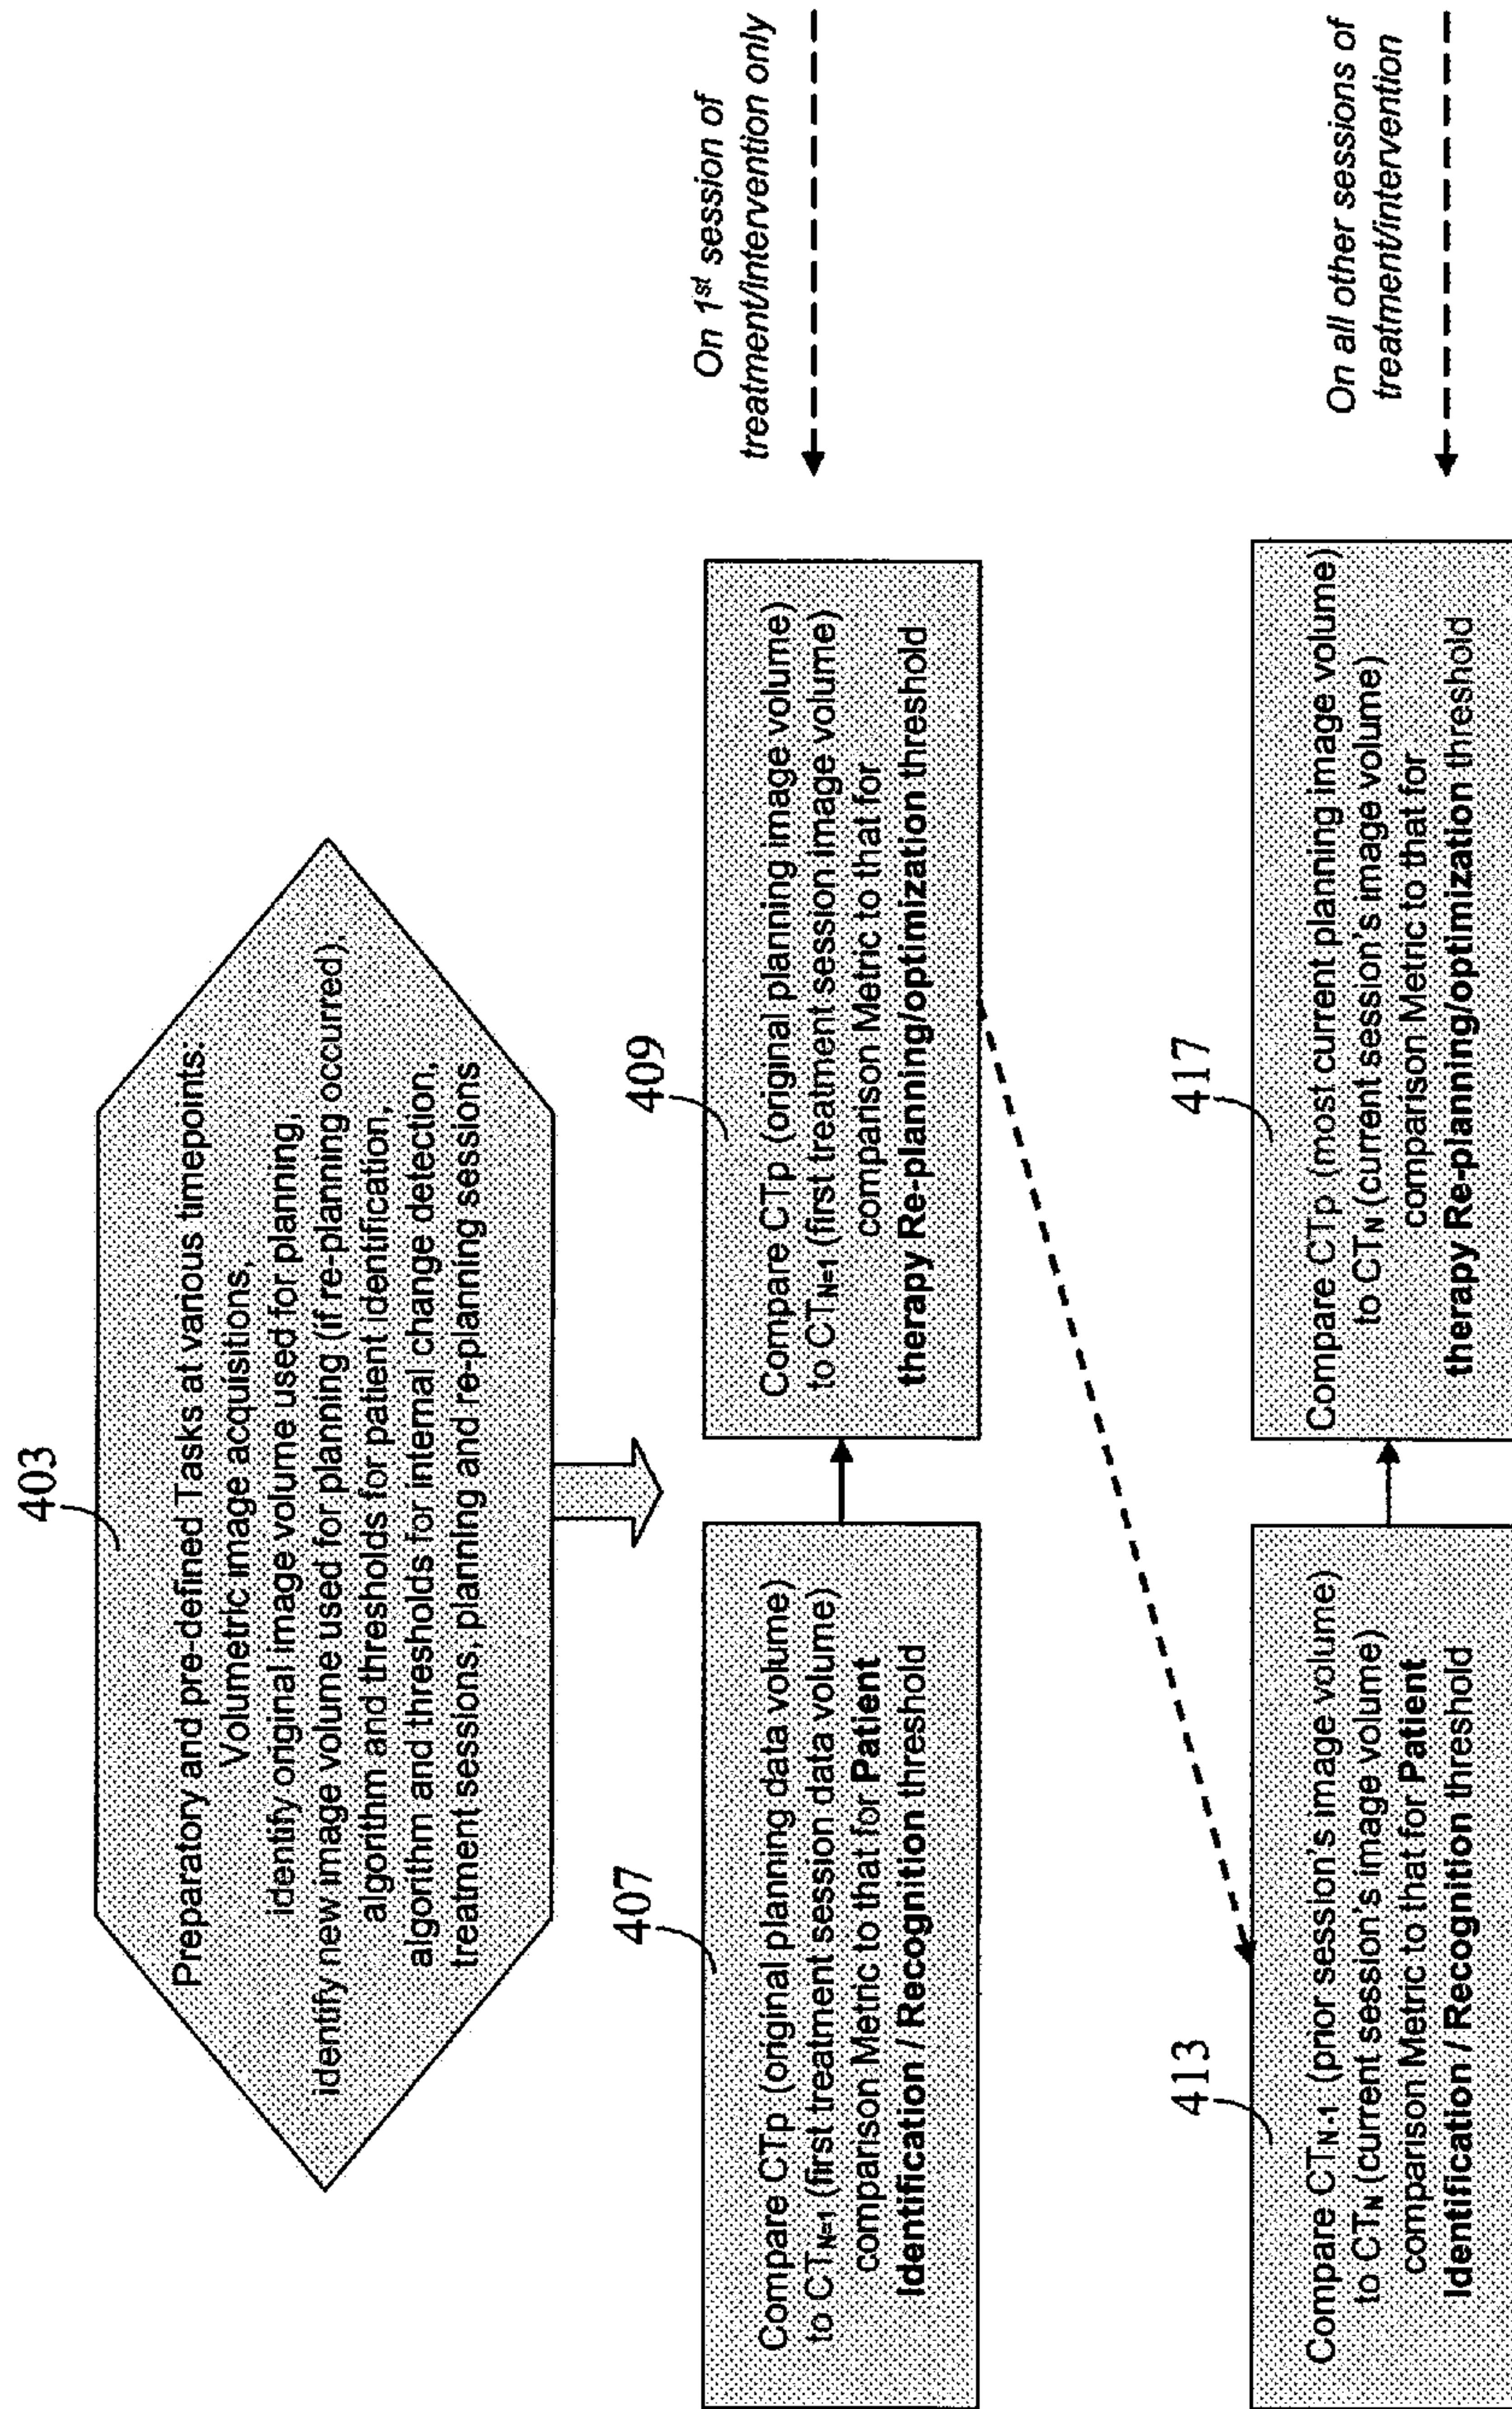 403
Preparatory and pre-defined Tasks at various timepoints:
Volumetric image acquisitions,
identify original image volume used for planning,
identify new image volume used for planning (if re-planning occurred),
algorithm and thresholds for patient identification,
algorithm and thresholds for internal change detection,
treatment sessions, planning and re-planning sessions
407
Compare CTp (original planning data volume)
to CTN=1 (first treatment session data volume)
comparison Metric to that for Patient
Identification / Recognition threshold
409
Compare CTp (original planning image volume)
to CTN=1 (first treatment session image volume)
comparison Metric to that for
therapy Re-planning/optimization threshold
On 1st session of
treatment/intervention only
413
Compare CTN-1 (prior session's image volume)
to CTN (current session's image volume)
comparison Metric to that for Patient
Identification / Recognition threshold
417
Compare CTp (most current planning image volume)
to CTN (current session's image volume)
comparison Metric to that for
therapy Re-planning/optimization threshold
On all other sessions of
treatment/intervention